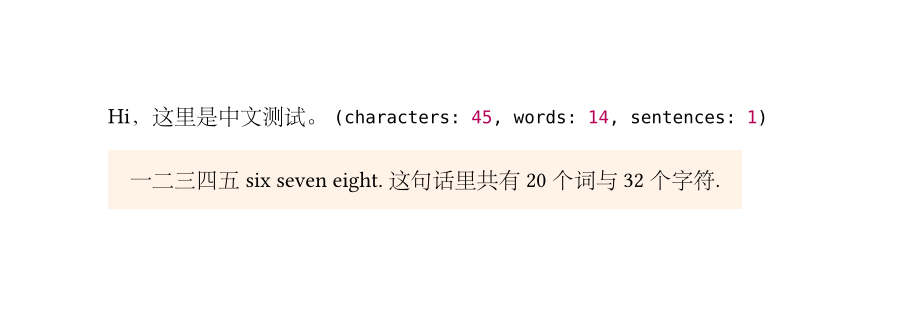 Hi，这里是中文测试。 (characters: 45, words: 14, sentences: 1)
一二三四五 six seven eight. 这句话里共有 20 个词与 32 个字符.